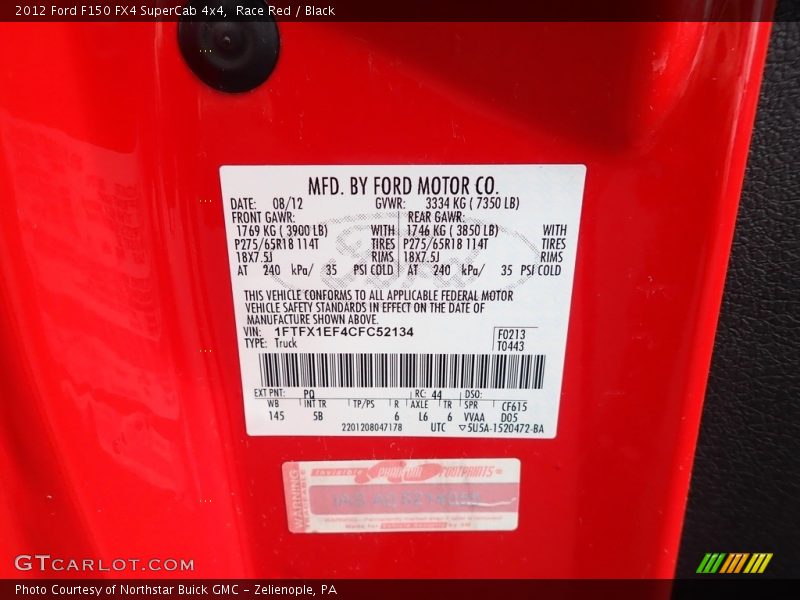 2012 Ford F150 FX4 SuperCab 4x4, Race Red / Black
MFD. BY FORD MOTOR CO.
DATE: 08/12 GVWR: 3334 KG ( 7350 LB)
FRONT GAWR: REAR GAWR:
1769 KG ( 3900 LB) WITH 1746 KG ( 3850 LB) WITH
P275/65R18 114T TIRES P275/65R18 114T TIRES
18X7.5J RIMS 18X7.5J RIMS
AT 240 kPa/ 35 PSI COLD AT 240 kPa/ 35 PSI COLD
THIS VEHICLE CONFORMS TO ALL APPLICABLE FEDERAL MOTOR
VEHICLE SAFETY STANDARDS IN EFFECT ON THE DATE OF
MANUFACTURE SHOWN ABOVE.
VIN: 1FTFX1EF4CFC52134 F0213
TYPE: Truck T0443
EXT PNT: PQ RC: 44 DSO:
WB INT TR TP/PS R AXLE TR SPR CF615
145 5B 6 L6 6 VVAA D05
2201208047178 UTC ▽5U5A-1520472-BA
WARNING
Invisible PHANTOM FOOTPRINTS
GTCARLOT.COM
Photo Courtesy of Northstar Buick GMC - Zelienople, PA